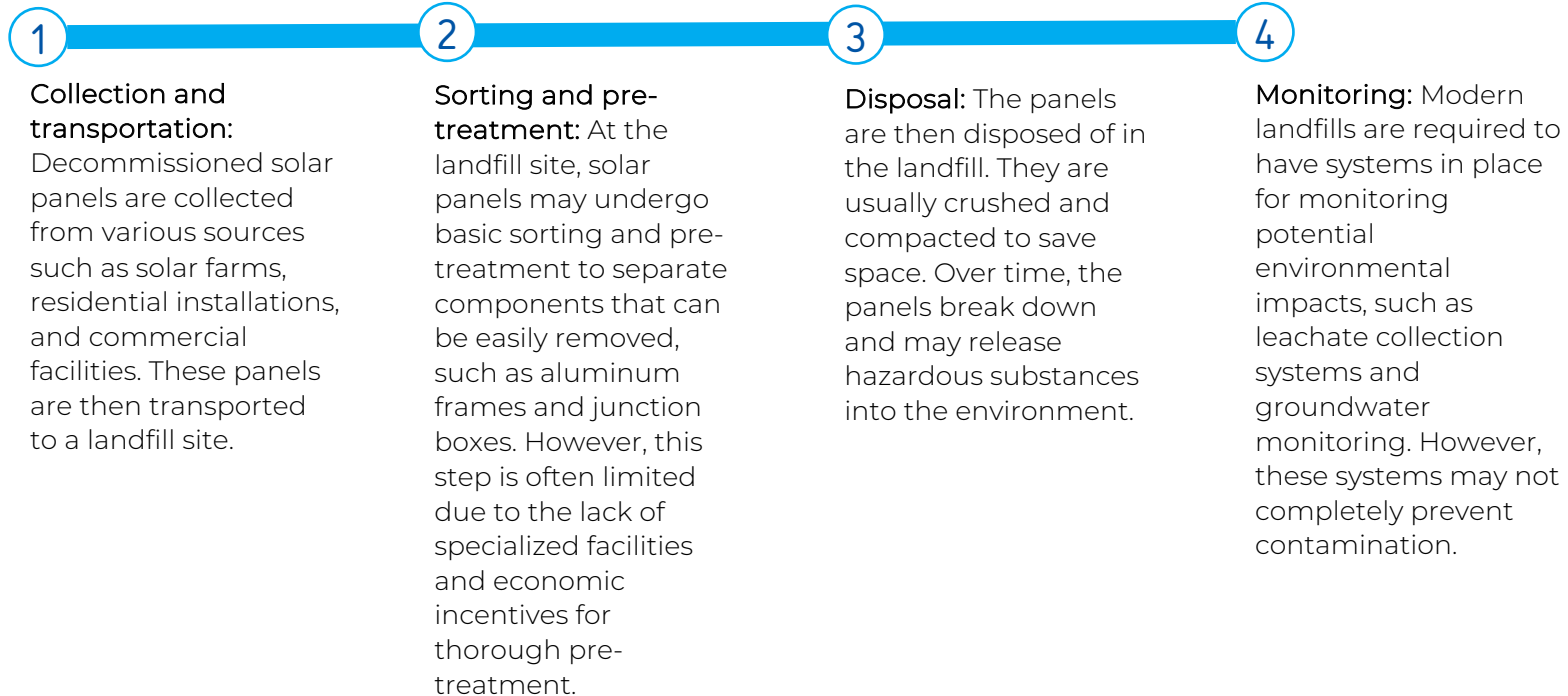 1
2
3
4
Collection and
transportation:
Decommissioned solar
panels are collected
from various sources
such as solar farms,
residential installations,
and commercial
facilities. These panels
are then transported
to a landfill site.
Sorting and pre-
treatment: At the
landfill site, solar
panels may undergo
basic sorting and pre-
treatment to separate
components that can
be easily removed,
such as aluminum
frames and junction
boxes. However, this
step is often limited
due to the lack of
specialized facilities
and economic
incentives for
thorough pre-
treatment.
Disposal: The panels
are then disposed of in
the landfill. They are
usually crushed and
compacted to save
space. Over time, the
panels break down
and may release
hazardous substances
into the environment.
Monitoring: Modern
landfills are required to
have systems in place
for monitoring
potential
environmental
impacts, such as
leachate collection
systems and
groundwater
monitoring. However,
these systems may not
completely prevent
contamination.